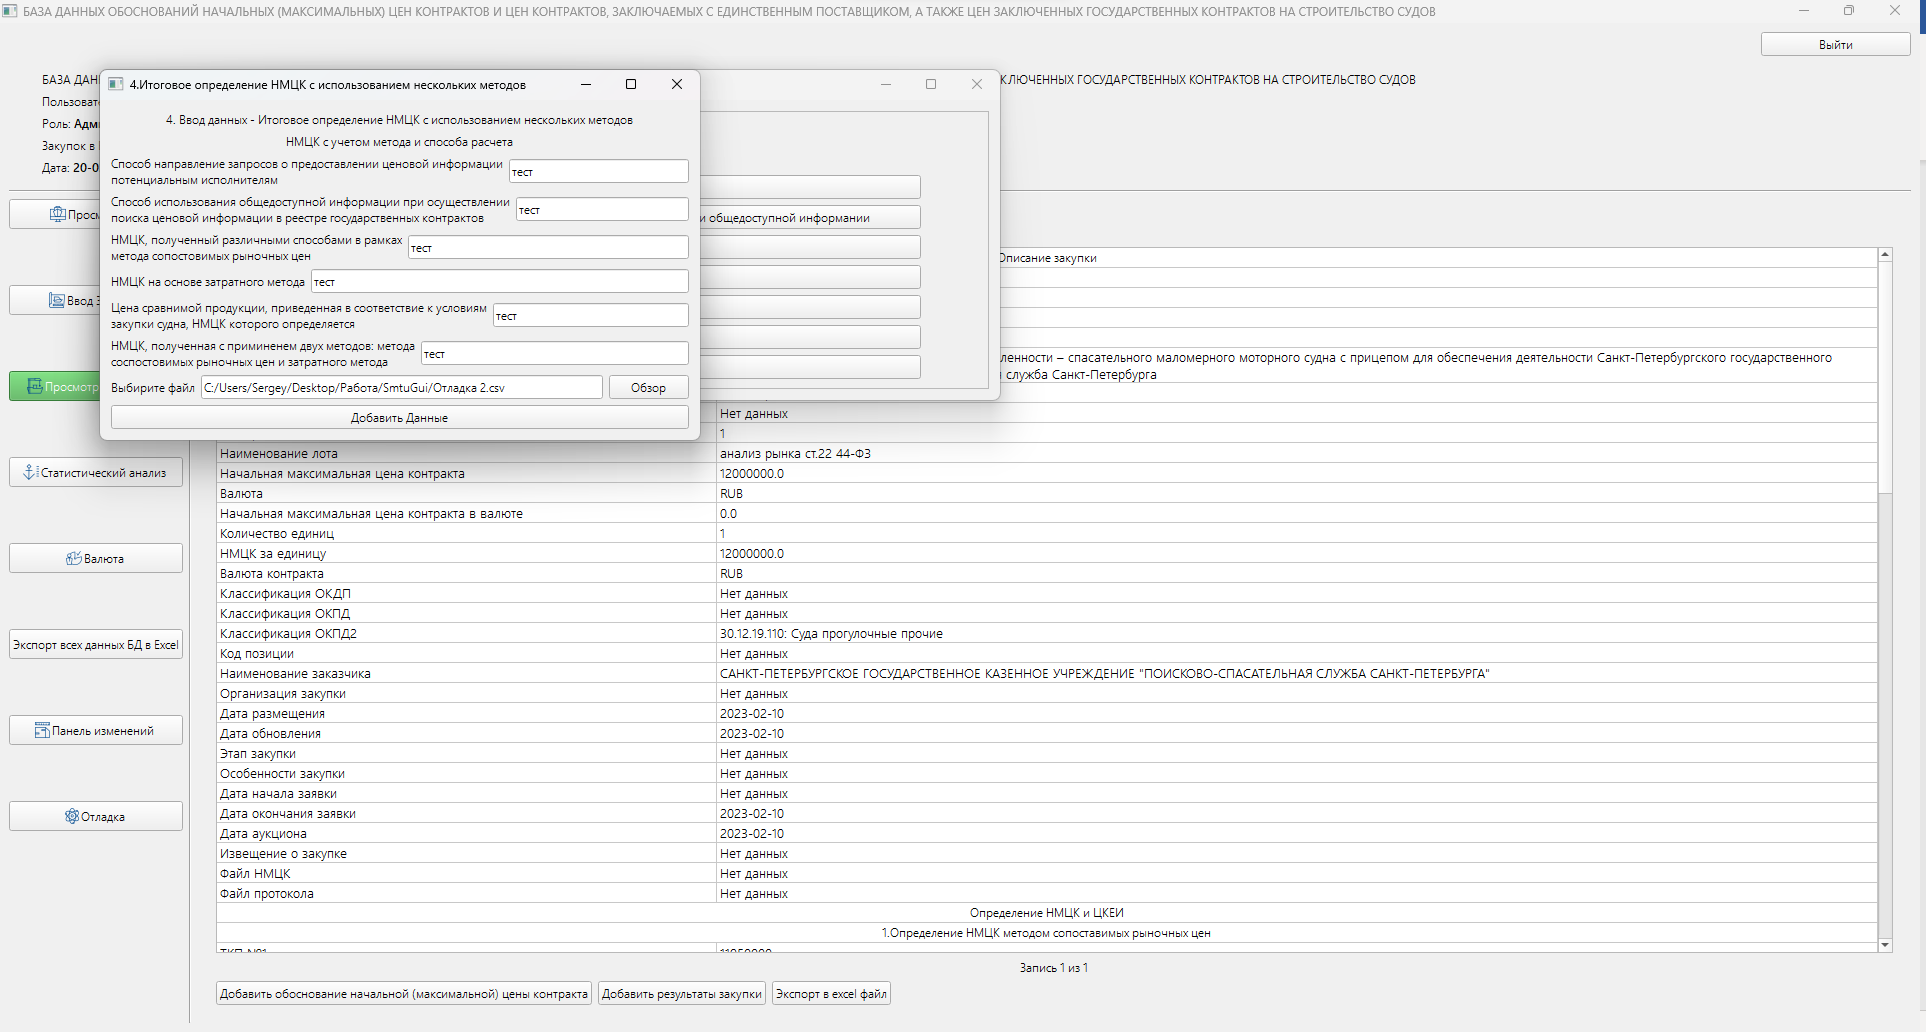 БАЗА ДАННЫХ ОБОСНОВАНИЙ НАЧАЛЬНЫХ (МАКСИМАЛЬНЫХ) ЦЕН КОНТРАКТОВ И ЦЕН КОНТРАКТОВ, ЗАКЛЮЧАЕМЫХ С ЕДИНСТВЕННЫМ ПОСТАВЩИКОМ, А ТАКЖЕ ЦЕН ЗАКЛЮЧЕННЫХ ГОСУДАРСТВЕННЫХ КОНТРАКТОВ НА СТРОИТЕЛЬСТВО СУДОВ
Выйти
БАЗА ДАН
КЛЮЧЕННЫХ ГОСУДАРСТВЕННЫХ КОНТРАКТОВ НА СТРОИТЕЛЬСТВО СУДОВ
Пользовате
Роль: Адми
Закупок в
Дата: 20-0
4.Итоговое определение НМЦК с использованием нескольких методов
4. Ввод данных - Итоговое определение НМЦК с использованием нескольких методов
НМЦК с учетом метода и способа расчета
Способ направление запросов о предоставлении ценовой информации
потенциальным исполнителям
тест
Способ использования общедоступной информации при осуществлении
поиска ценовой информации в реестре государственных контрактов
тест
НМЦК, полученный различными способами в рамках
метода сопостовимых рыночных цен
тест
НМЦК на основе затратного метода
тест
Цена сравнимой продукции, приведенная в соответствие к условиям
закупки судна, НМЦК которого определяется
тест
НМЦК, полученная с приминенем двух методов: метода
соспостовимых рыночных цен и затратного метода
тест
Выбирите файл
C:/Users/Sergey/Desktop/Работа/SmtuGui/Отладка 2.csv
Обзор
Добавить Данные
и общедоступной информании
Просм
Ввод З
Просмотр
Статистический анализ
Валюта
Экспорт всех данных БД в Excel
Панель изменений
Отладка
Описание закупки
ленности – спасательного маломерного моторного судна с прицепом для обеспечения деятельности Санкт-Петербургского государственного
служба Санкт-Петербурга
Нет данных
1
Наименование лота
анализ рынка ст.22 44-ФЗ
Начальная максимальная цена контракта
12000000.0
Валюта
RUB
Начальная максимальная цена контракта в валюте
0.0
Количество единиц
1
НМЦК за единицу
12000000.0
Валюта контракта
RUB
Классификация ОКДП
Нет данных
Классификация ОКПД
Нет данных
Классификация ОКПД2
30.12.19.110: Суда прогулочные прочие
Код позиции
Нет данных
Наименование заказчика
САНКТ-ПЕТЕРБУРГСКОЕ ГОСУДАРСТВЕННОЕ КАЗЕННОЕ УЧРЕЖДЕНИЕ "ПОИСКОВО-СПАСАТЕЛЬНАЯ СЛУЖБА САНКТ-ПЕТЕРБУРГА"
Организация закупки
Нет данных
Дата размещения
2023-02-10
Дата обновления
2023-02-10
Этап закупки
Нет данных
Особенности закупки
Нет данных
Дата начала заявки
Нет данных
Дата окончания заявки
2023-02-10
Дата аукциона
2023-02-10
Извещение о закупке
Нет данных
Файл НМЦК
Нет данных
Файл протокола
Нет данных
Определение НМЦК и ЦКЕИ
1.Определение НМЦК методом сопоставимых рыночных цен
Запись 1 из 1
Добавить обоснование начальной (максимальной) цены контракта
Добавить результаты закупки
Экспорт в excel файл